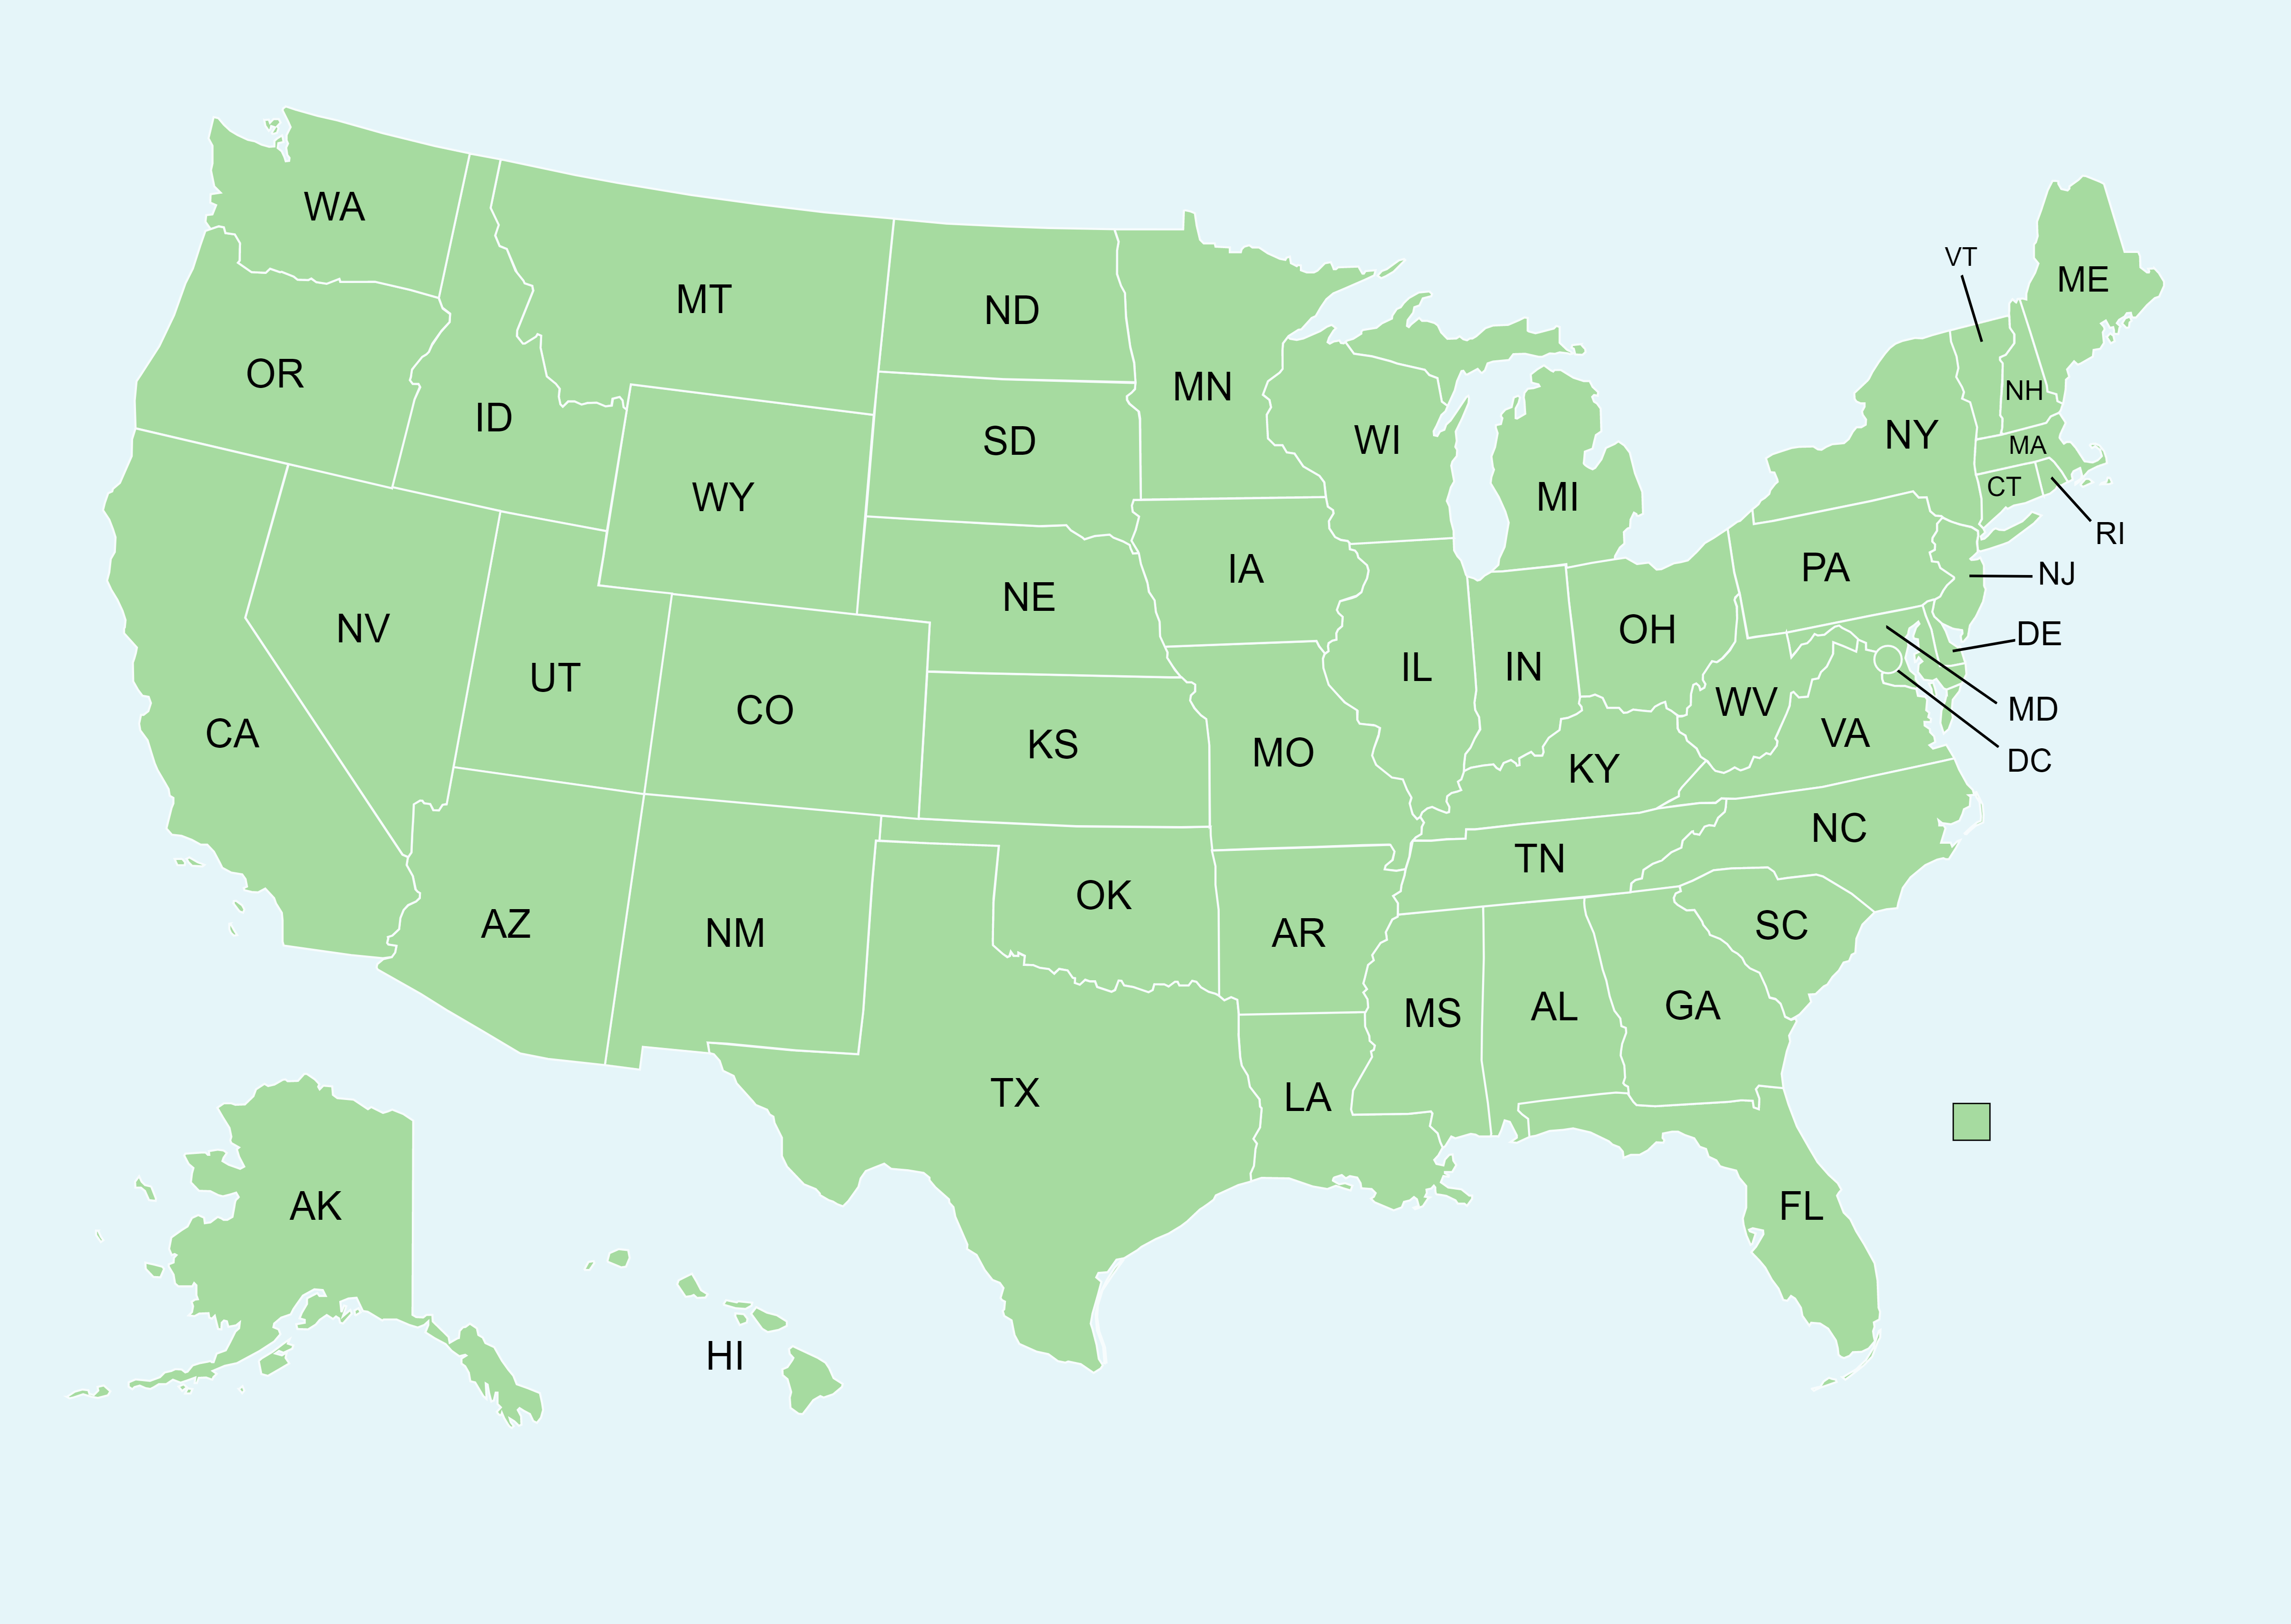 WA
VT
ME
MT
ND
OR
MN
NH
ID
NY
WI
SD
MA
CT
WY
MI
RI
PA
IA
NJ
NE
NV
OH
DE
UT
IL
IN
WV
MD
CO
CA
VA
KS
MO
DC
KY
NC
TN
OK
AZ
NM
AR
SC
MS
AL
GA
TX
LA
AK
FL
HI